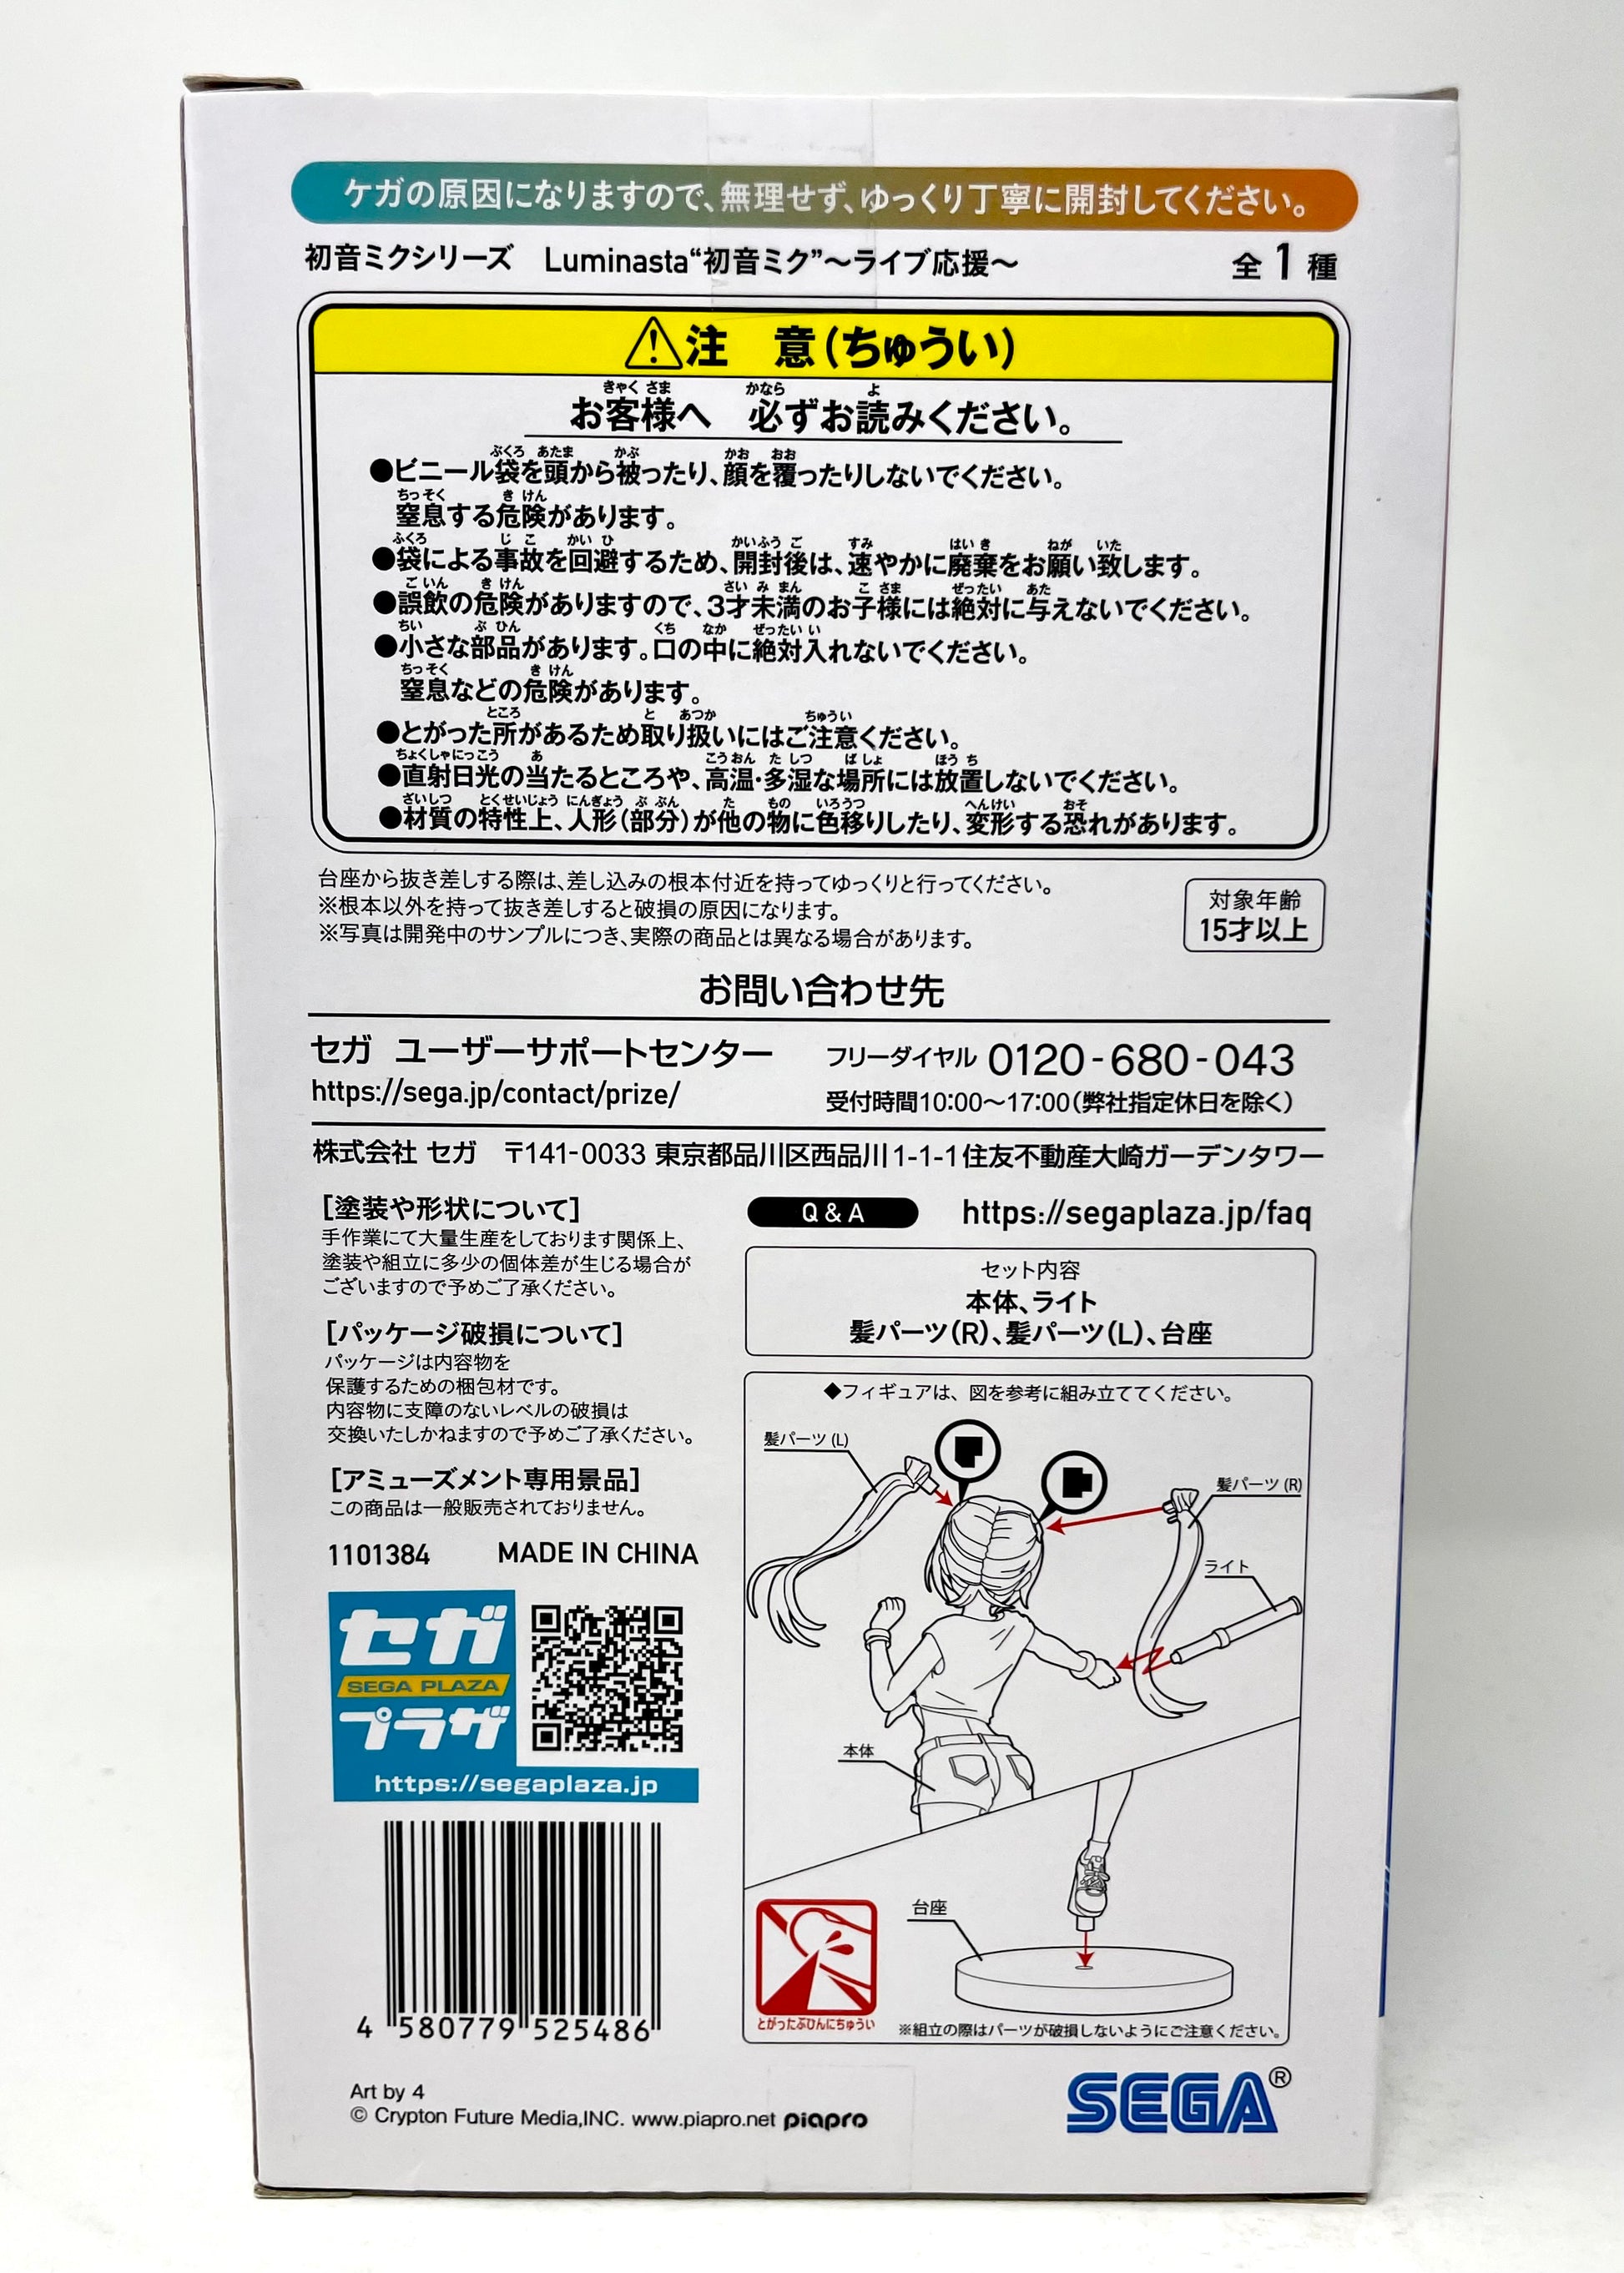 ケガの原因になりますので、無理せず、ゆっくり丁寧に開封してください。
初音ミクシリーズ　Luminasta“初音ミク”～ライブ応援～　全1種
注　意（ちゅうい）
お客様へ　必ずお読みください。
●ビニール袋を頭から被ったり、顔を覆ったりしないでください。
窒息する危険があります。
●袋による事故を回避するため、開封後は、速やかに廃棄をお願い致します。
●誤飲の危険がありますので、3才未満のお子様には絶対に与えないでください。
●小さな部品があります。口の中に絶対入れないでください。
窒息などの危険があります。
●とがった所があるため取り扱いにはご注意ください。
●直射日光の当たるところや、高温・多湿な場所には放置しないでください。
●材質の特性上、人形（部分）が他の物に色移りしたり、変形する恐れがあります。
台座から抜き差しする際は、差し込みの根本付近を持ってゆっくりと行ってください。
※根本以外を持って抜き差しすると破損の原因になります。
※写真は開発中のサンプルにつき、実際の商品とは異なる場合があります。
対象年齢
15才以上
お問い合わせ先
セガ ユーザーサポートセンター　フリーダイヤル 0120-680-043
https://sega.jp/contact/prize/　受付時間10:00～17:00（弊社指定休日を除く）
株式会社 セガ　〒141-0033 東京都品川区西品川1-1-1住友不動産大崎ガーデンタワー
［塗装や形状について］
手作業にて大量生産をしております関係上、
塗装や組立に多少の個体差が生じる場合が
ございますので予めご了承ください。
［パッケージ破損について］
パッケージは内容物を
保護するための梱包材です。
内容物に支障のないレベルの破損は
交換いたしかねますので予めご了承ください。
［アミューズメント専用景品］
この商品は一般販売されておりません。
1101384　MADE IN CHINA
セガ
SEGA PLAZA
プラザ
https://segaplaza.jp
4 580779 525486
Q & A　https://segaplaza.jp/faq
セット内容
本体、ライト
髪パーツ（R）、髪パーツ（L）、台座
◆フィギュアは、図を参考に組み立ててください。
髪パーツ (L)
髪パーツ (R)
ライト
本体
台座
とがったぶひんにちゅうい
※組立の際はパーツが破損しないようにご注意ください。
Art by 4
© Crypton Future Media,INC. www.piapro.net piapro
SEGA®